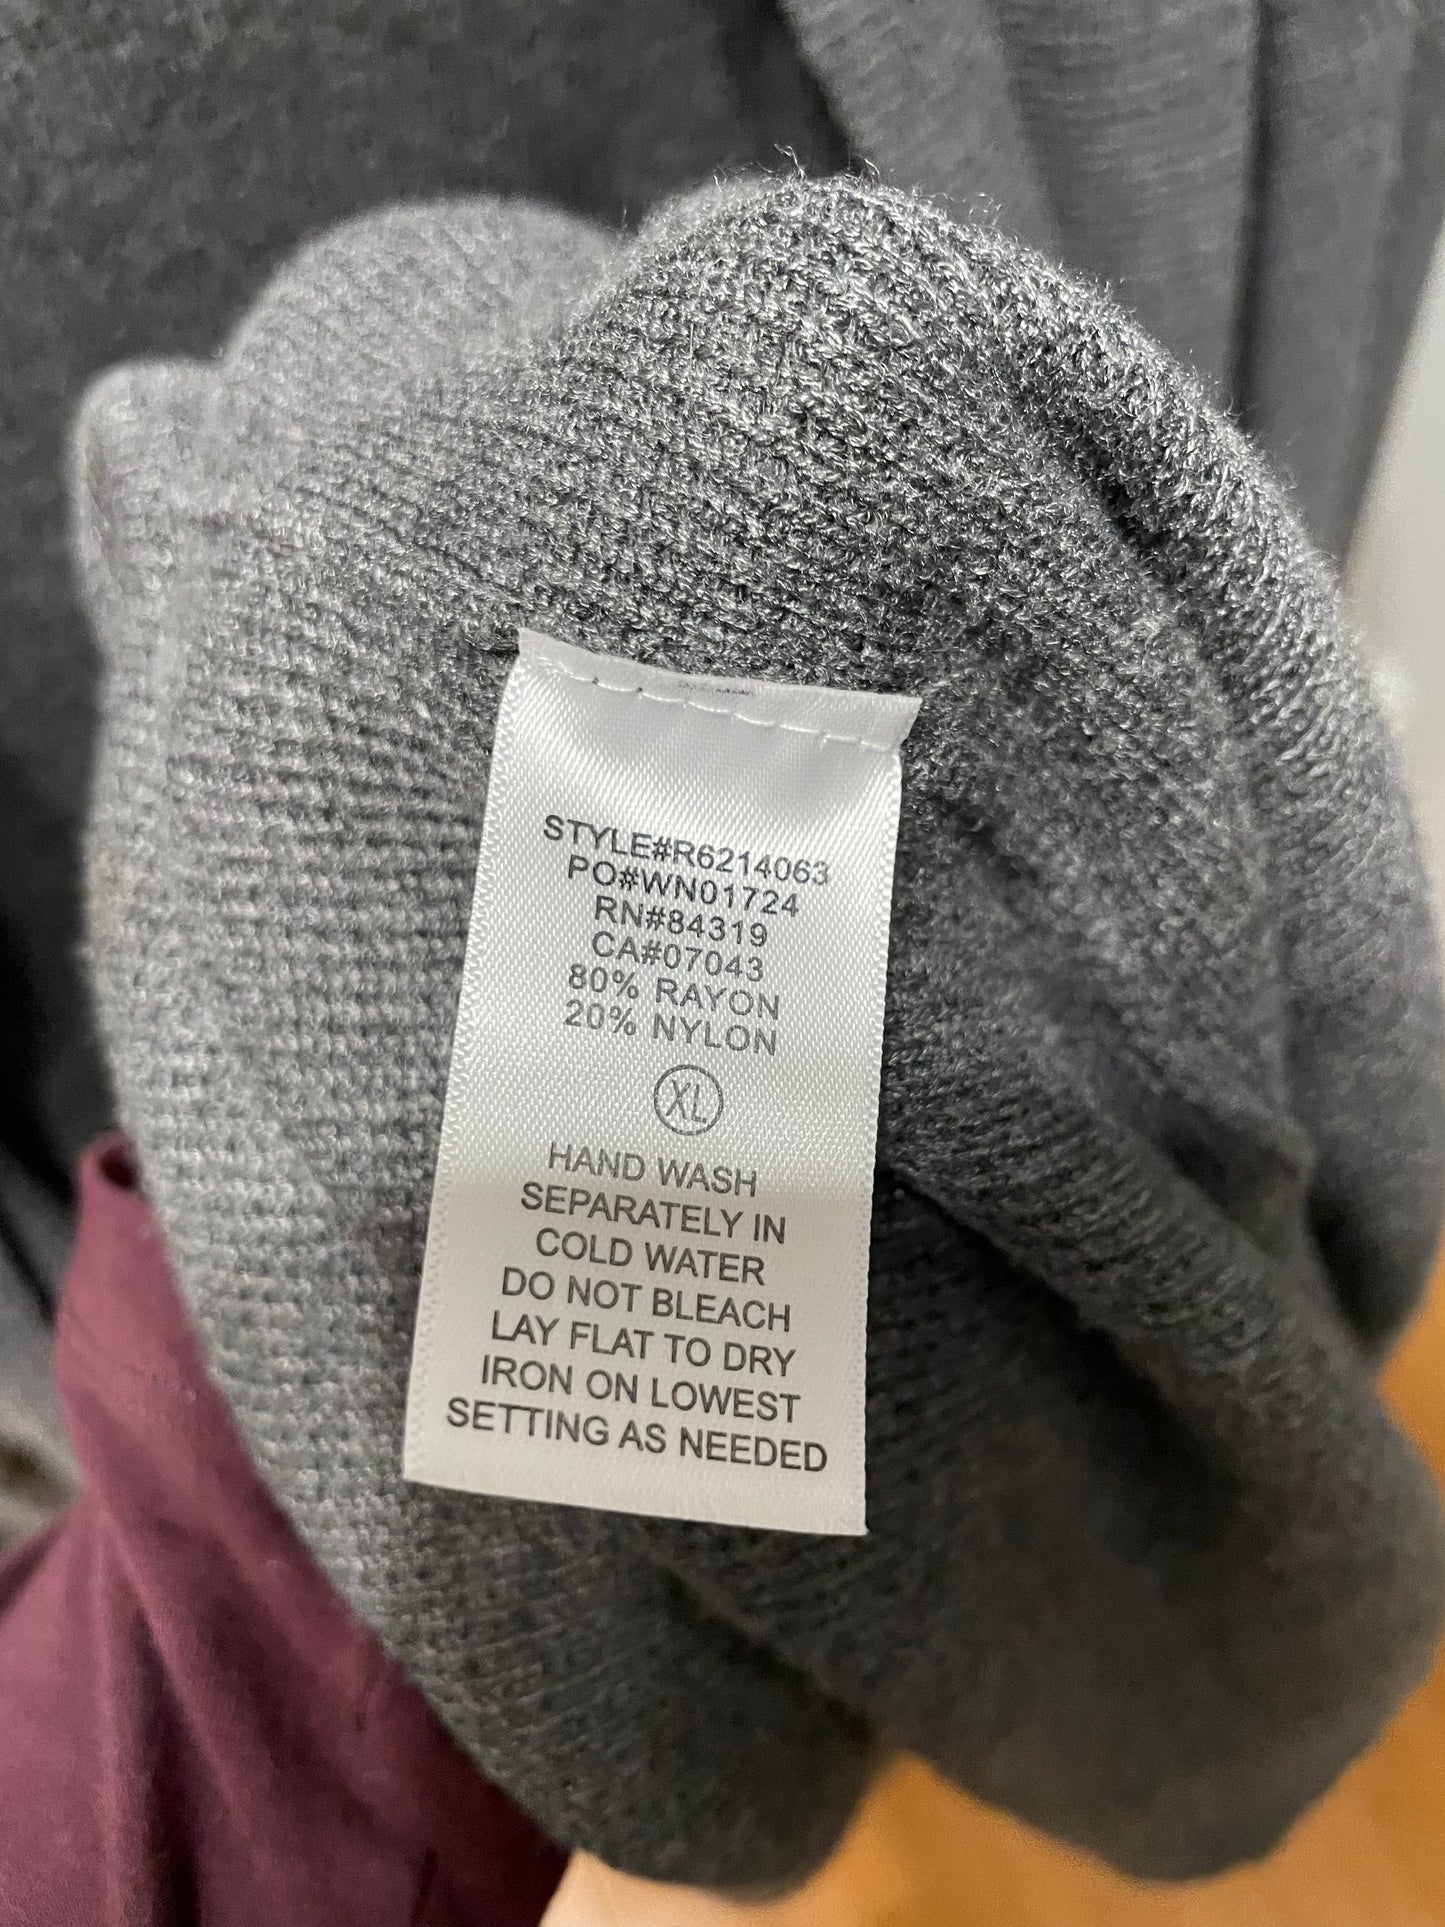 STYLE#R6214063
PO#WN01724
RN#84319
CA#07043
80% RAYON
20% NYLON
XL
HAND WASH
SEPARATELY IN
COLD WATER
DO NOT BLEACH
LAY FLAT TO DRY
IRON ON LOWEST
SETTING AS NEEDED